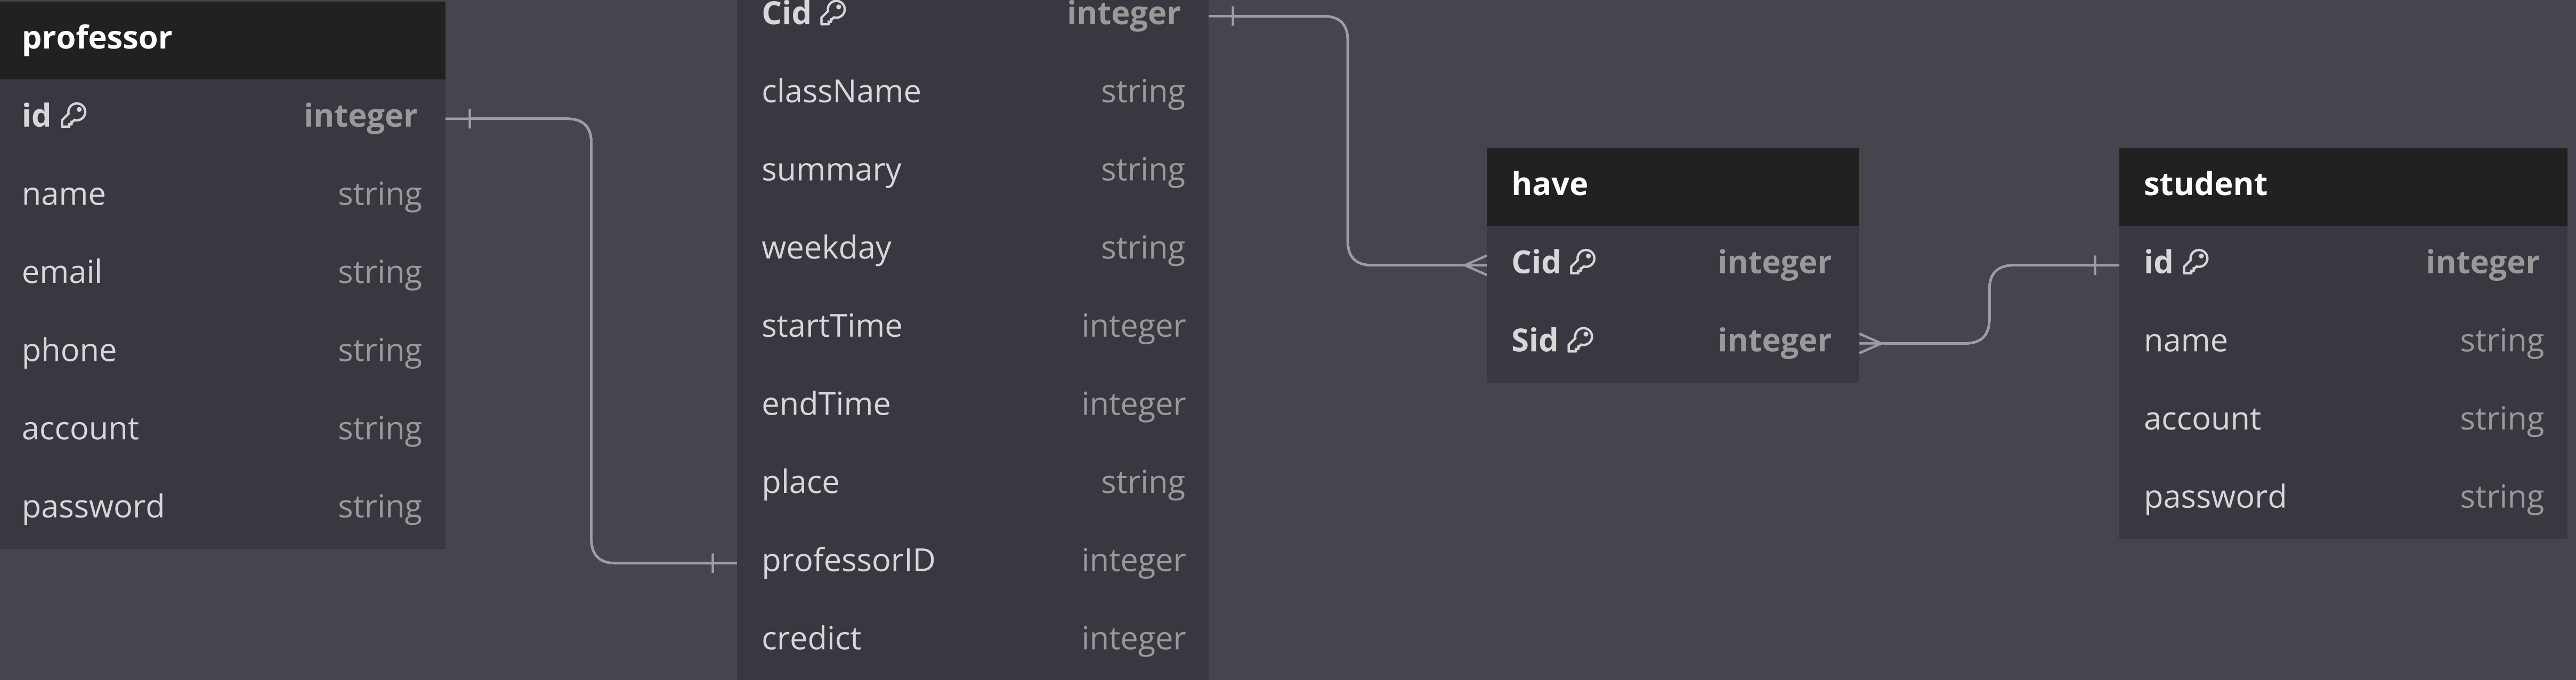 professor
id integer
name string
email string
phone string
account string
password string
Cid integer
className string
summary string
weekday string
startTime integer
endTime integer
place string
professorID integer
credict integer
have
Cid integer
Sid integer
student
id integer
name string
account string
password string